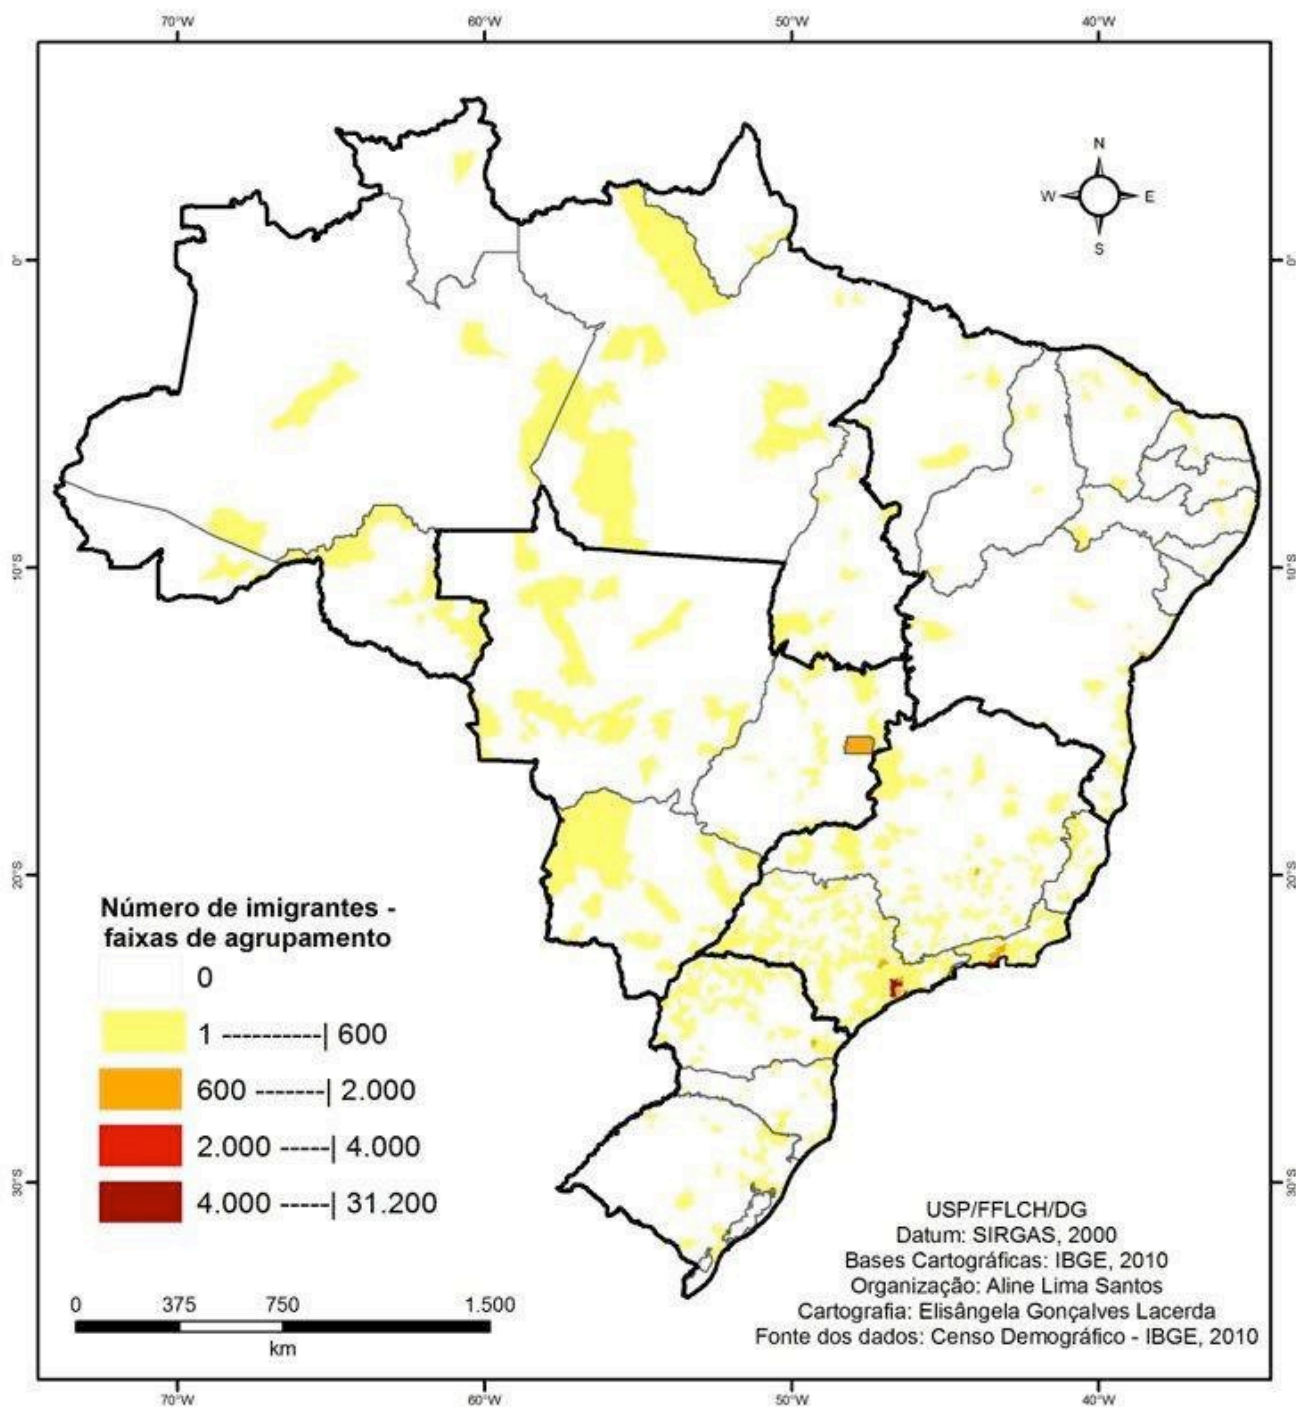 70°W 60°W 50°W 40°W
N
W E
S
0° 0°
10°S 10°S
20°S 20°S
Número de imigrantes -
faixas de agrupamento
0
1 ----------| 600
600 -------| 2.000
2.000 -----| 4.000
4.000 -----| 31.200
30°S 30°S
USP/FFLCH/DG
Datum: SIRGAS, 2000
Bases Cartográficas: IBGE, 2010
Organização: Aline Lima Santos
Cartografia: Elisângela Gonçalves Lacerda
Fonte dos dados: Censo Demográfico - IBGE, 2010
0 375 750 1.500
km
70°W 60°W 50°W 40°W